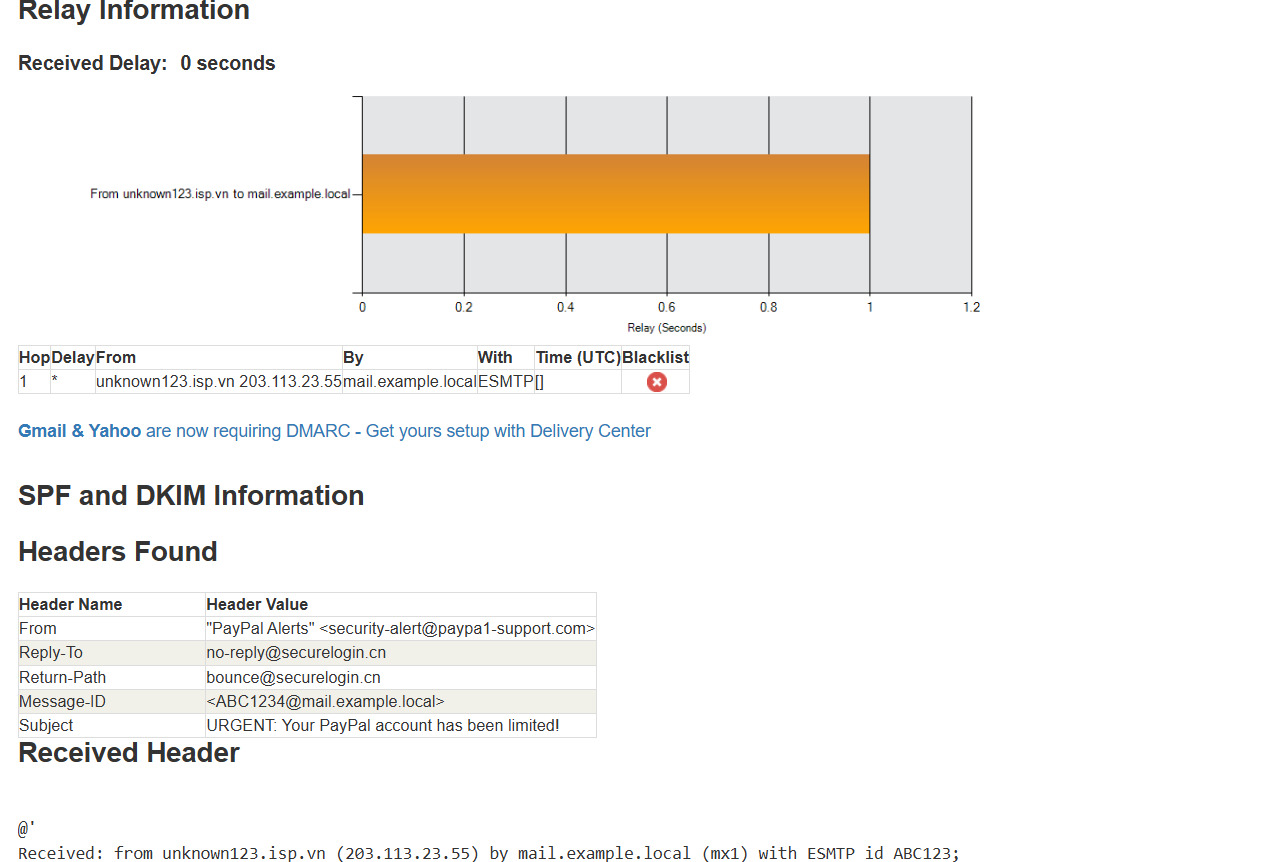 Relay Information
Received Delay: 0 seconds
From unknown123.isp.vn to mail.example.local
0 0.2 0.4 0.6 0.8 1 1.2
Relay (Seconds)
Hop Delay From By With Time (UTC) Blacklist
1 * unknown123.isp.vn 203.113.23.55 mail.example.local ESMTP []
Gmail & Yahoo are now requiring DMARC - Get yours setup with Delivery Center
SPF and DKIM Information
Headers Found
Header Name Header Value
From "PayPal Alerts" <security-alert@paypa1-support.com>
Reply-To no-reply@securelogin.cn
Return-Path bounce@securelogin.cn
Message-ID <ABC1234@mail.example.local>
Subject URGENT: Your PayPal account has been limited!
Received Header
@'
Received: from unknown123.isp.vn (203.113.23.55) by mail.example.local (mx1) with ESMTP id ABC123;